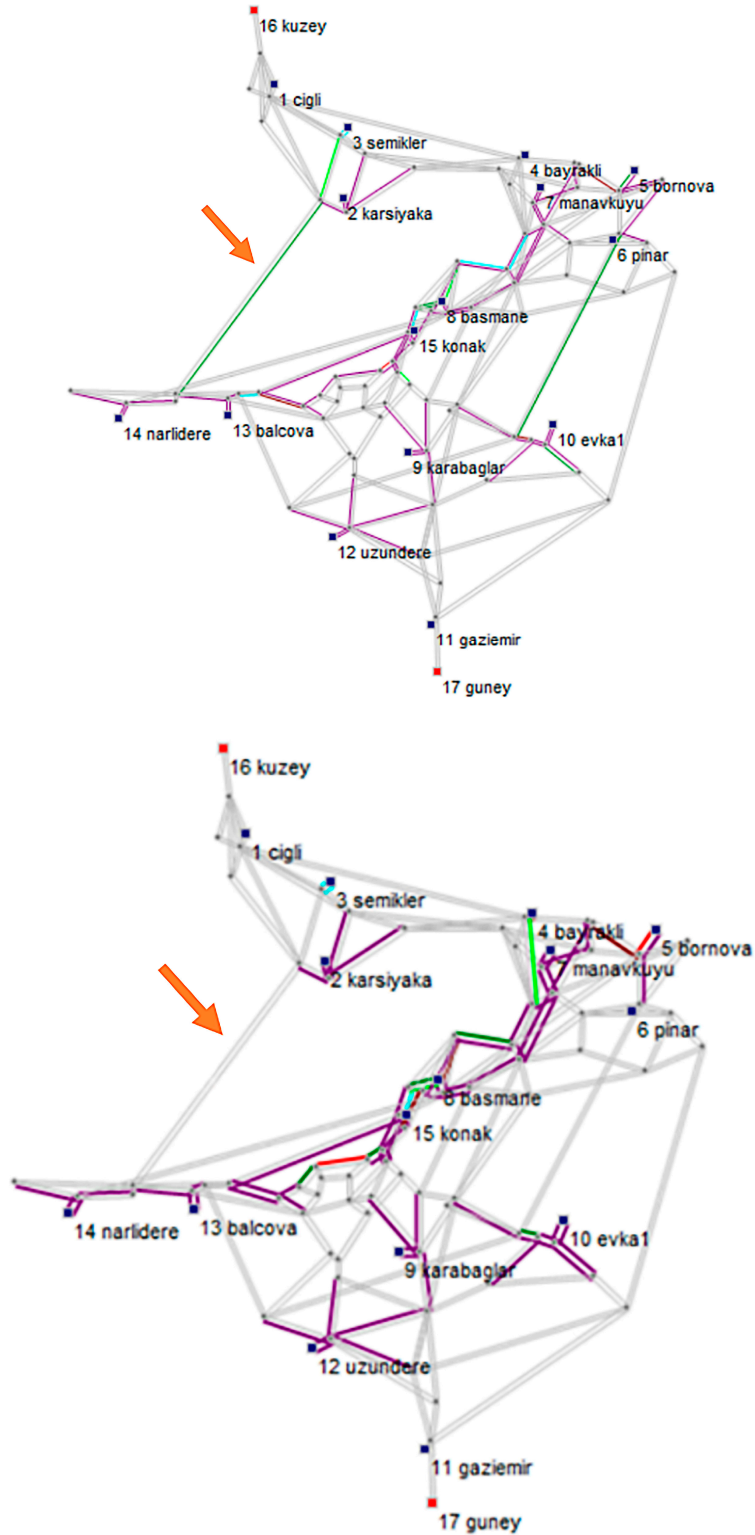 16 kuzey
1 cigli
3 semikler
4 bayrakli
5 bornova
7 manavkuyu
2 karsiyaka
6 pinar
8 basmane
15 konak
14 narlidere
13 balcova
10 evka1
9 karabaglar
12 uzundere
11 gaziemir
17 guney
16 kuzey
1 cigli
3 semikler
4 bayrakli
5 bornova
7 manavkuyu
2 karsiyaka
6 pinar
8 basmane
15 konak
14 narlidere
13 balcova
10 evka1
9 karabaglar
12 uzundere
11 gaziemir
17 guney